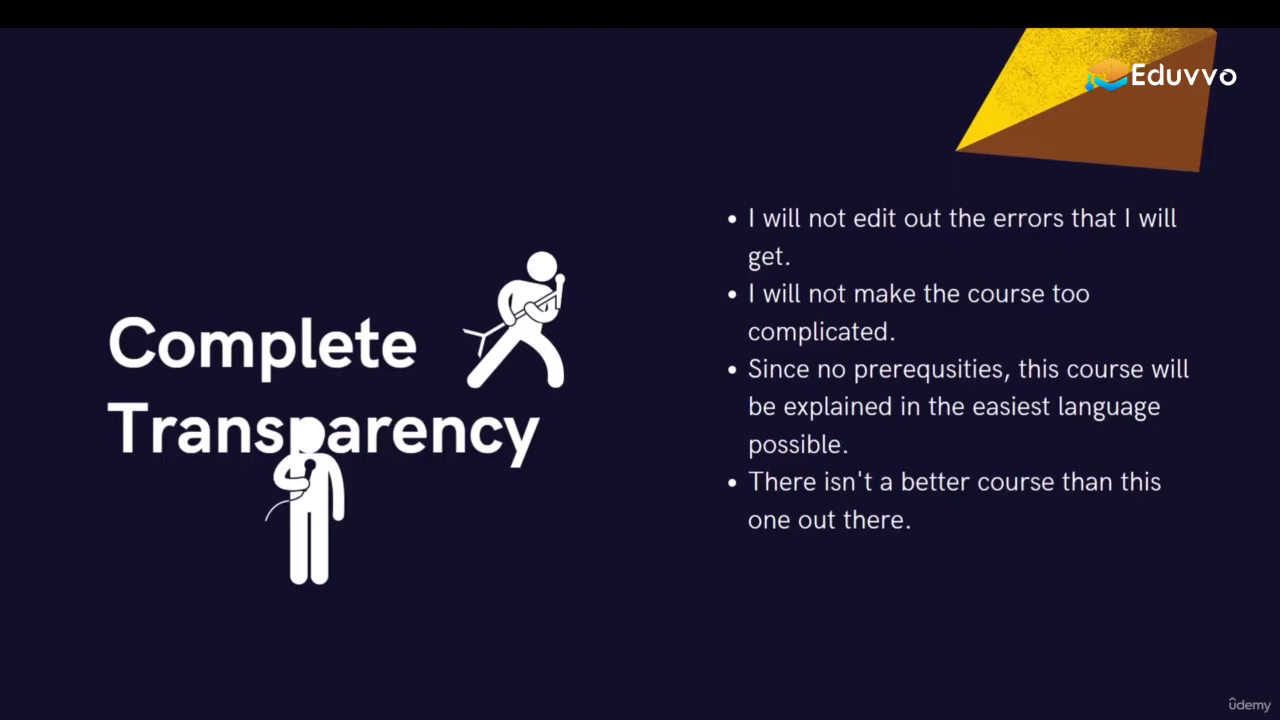 Eduvvo
Complete
Transparency
• I will not edit out the errors that I will
get.
• I will not make the course too
complicated.
• Since no prerequsities, this course will
be explained in the easiest language
possible.
• There isn't a better course than this
one out there.
ûdemy